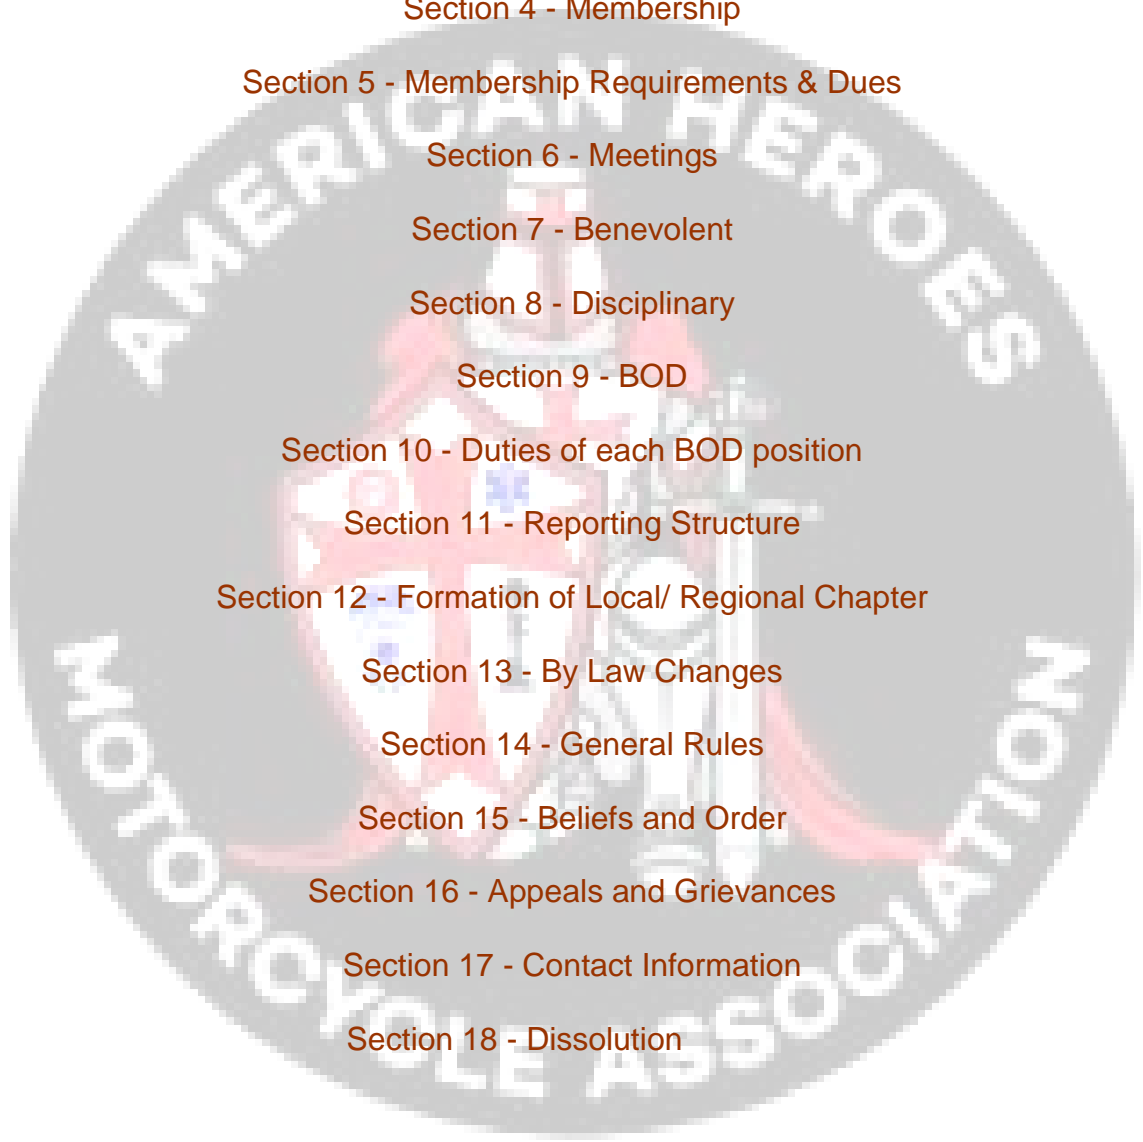 Section 4 - Membership
Section 5 - Membership Requirements & Dues
Section 6 - Meetings
Section 7 - Benevolent
Section 8 - Disciplinary
Section 9 - BOD
Section 10 - Duties of each BOD position
Section 11 - Reporting Structure
Section 12 - Formation of Local/ Regional Chapter
Section 13 - By Law Changes
Section 14 - General Rules
Section 15 - Beliefs and Order
Section 16 - Appeals and Grievances
Section 17 - Contact Information
Section 18 - Dissolution
AMERICAN HEROES
MOTORCYCLE ASSOCIATION